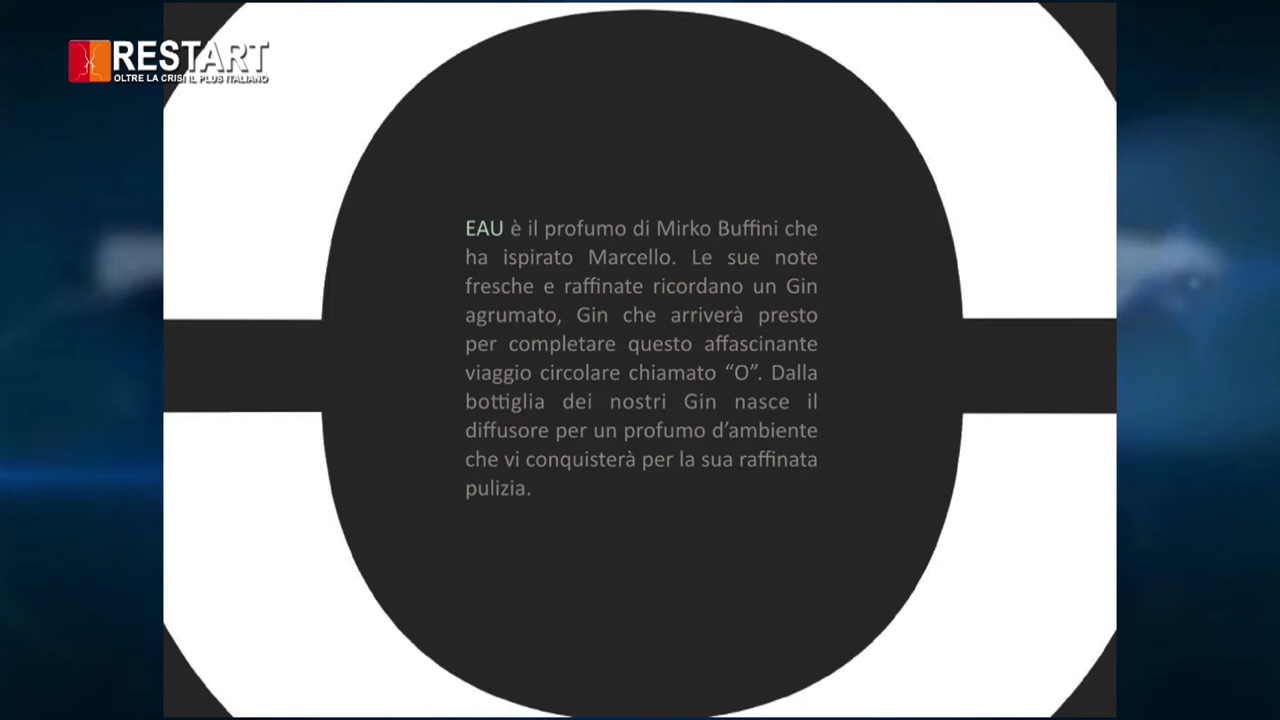 RESTART
OLTRE LA CRISI IL PLUS ITALIANO
EAU è il profumo di Mirko Buffini che
ha ispirato Marcello. Le sue note
fresche e raffinate ricordano un Gin
agrumato, Gin che arriverà presto
per completare questo affascinante
viaggio circolare chiamato “O”. Dalla
bottiglia dei nostri Gin nasce il
diffusore per un profumo d’ambiente
che vi conquisterà per la sua raffinata
pulizia.